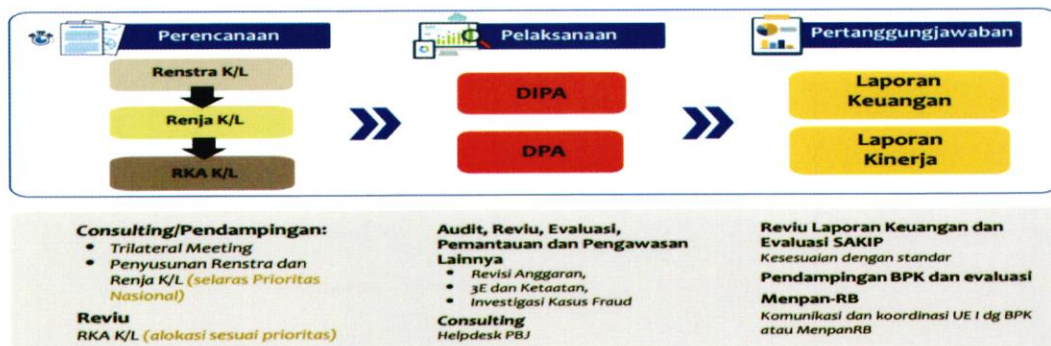 Perencanaan
Renstra K/L
Renja K/L
RKA K/L
Pelaksanaan
DIPA
DPA
Pertanggungjawaban
Laporan
Keuangan
Laporan
Kinerja
Consulting/Pendampingan:
• Trilateral Meeting
• Penyusunan Renstra dan
Renja K/L (selaras Prioritas
Nasional)
Reviu
RKA K/L (alokasi sesuai prioritas)
Audit, Reviu, Evaluasi,
Pemantauan dan Pengawasan
Lainnya
• Revisi Anggaran,
• 3E dan Ketaatan,
• Investigasi Kasus Fraud
Consulting
Helpdesk PBJ
Reviu Laporan Keuangan dan
Evaluasi SAKIP
Kesesuaian dengan standar
Pendampingan BPK dan evaluasi
Menpan-RB
Komunikasi dan koordinasi UE I dg BPK
atau MenpanRB